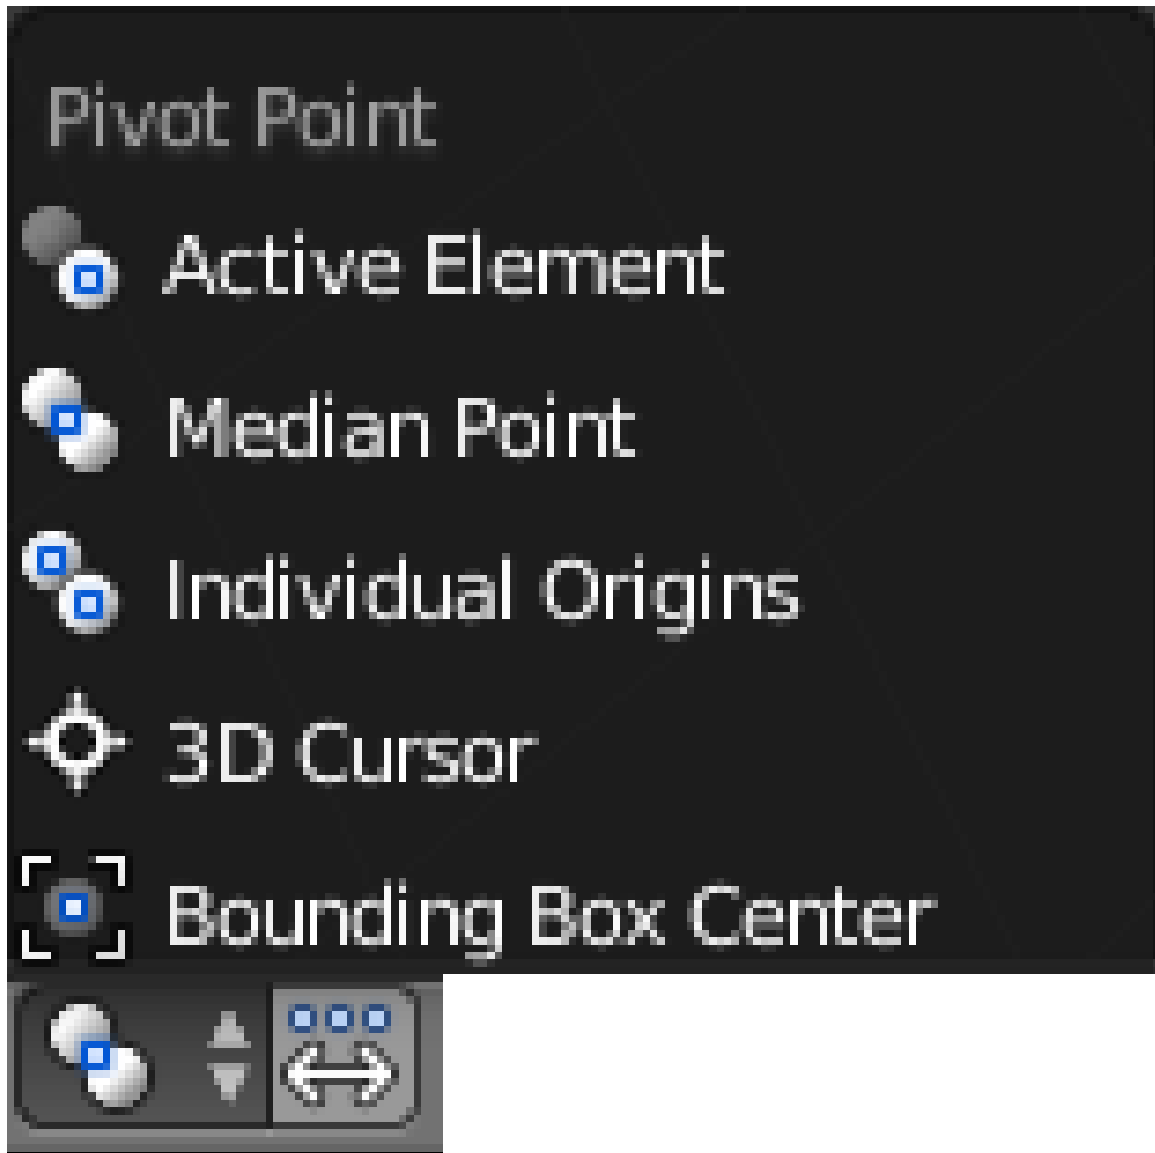 Pivot Point
Active Element
Median Point
Individual Origins
3D Cursor
Bounding Box Center